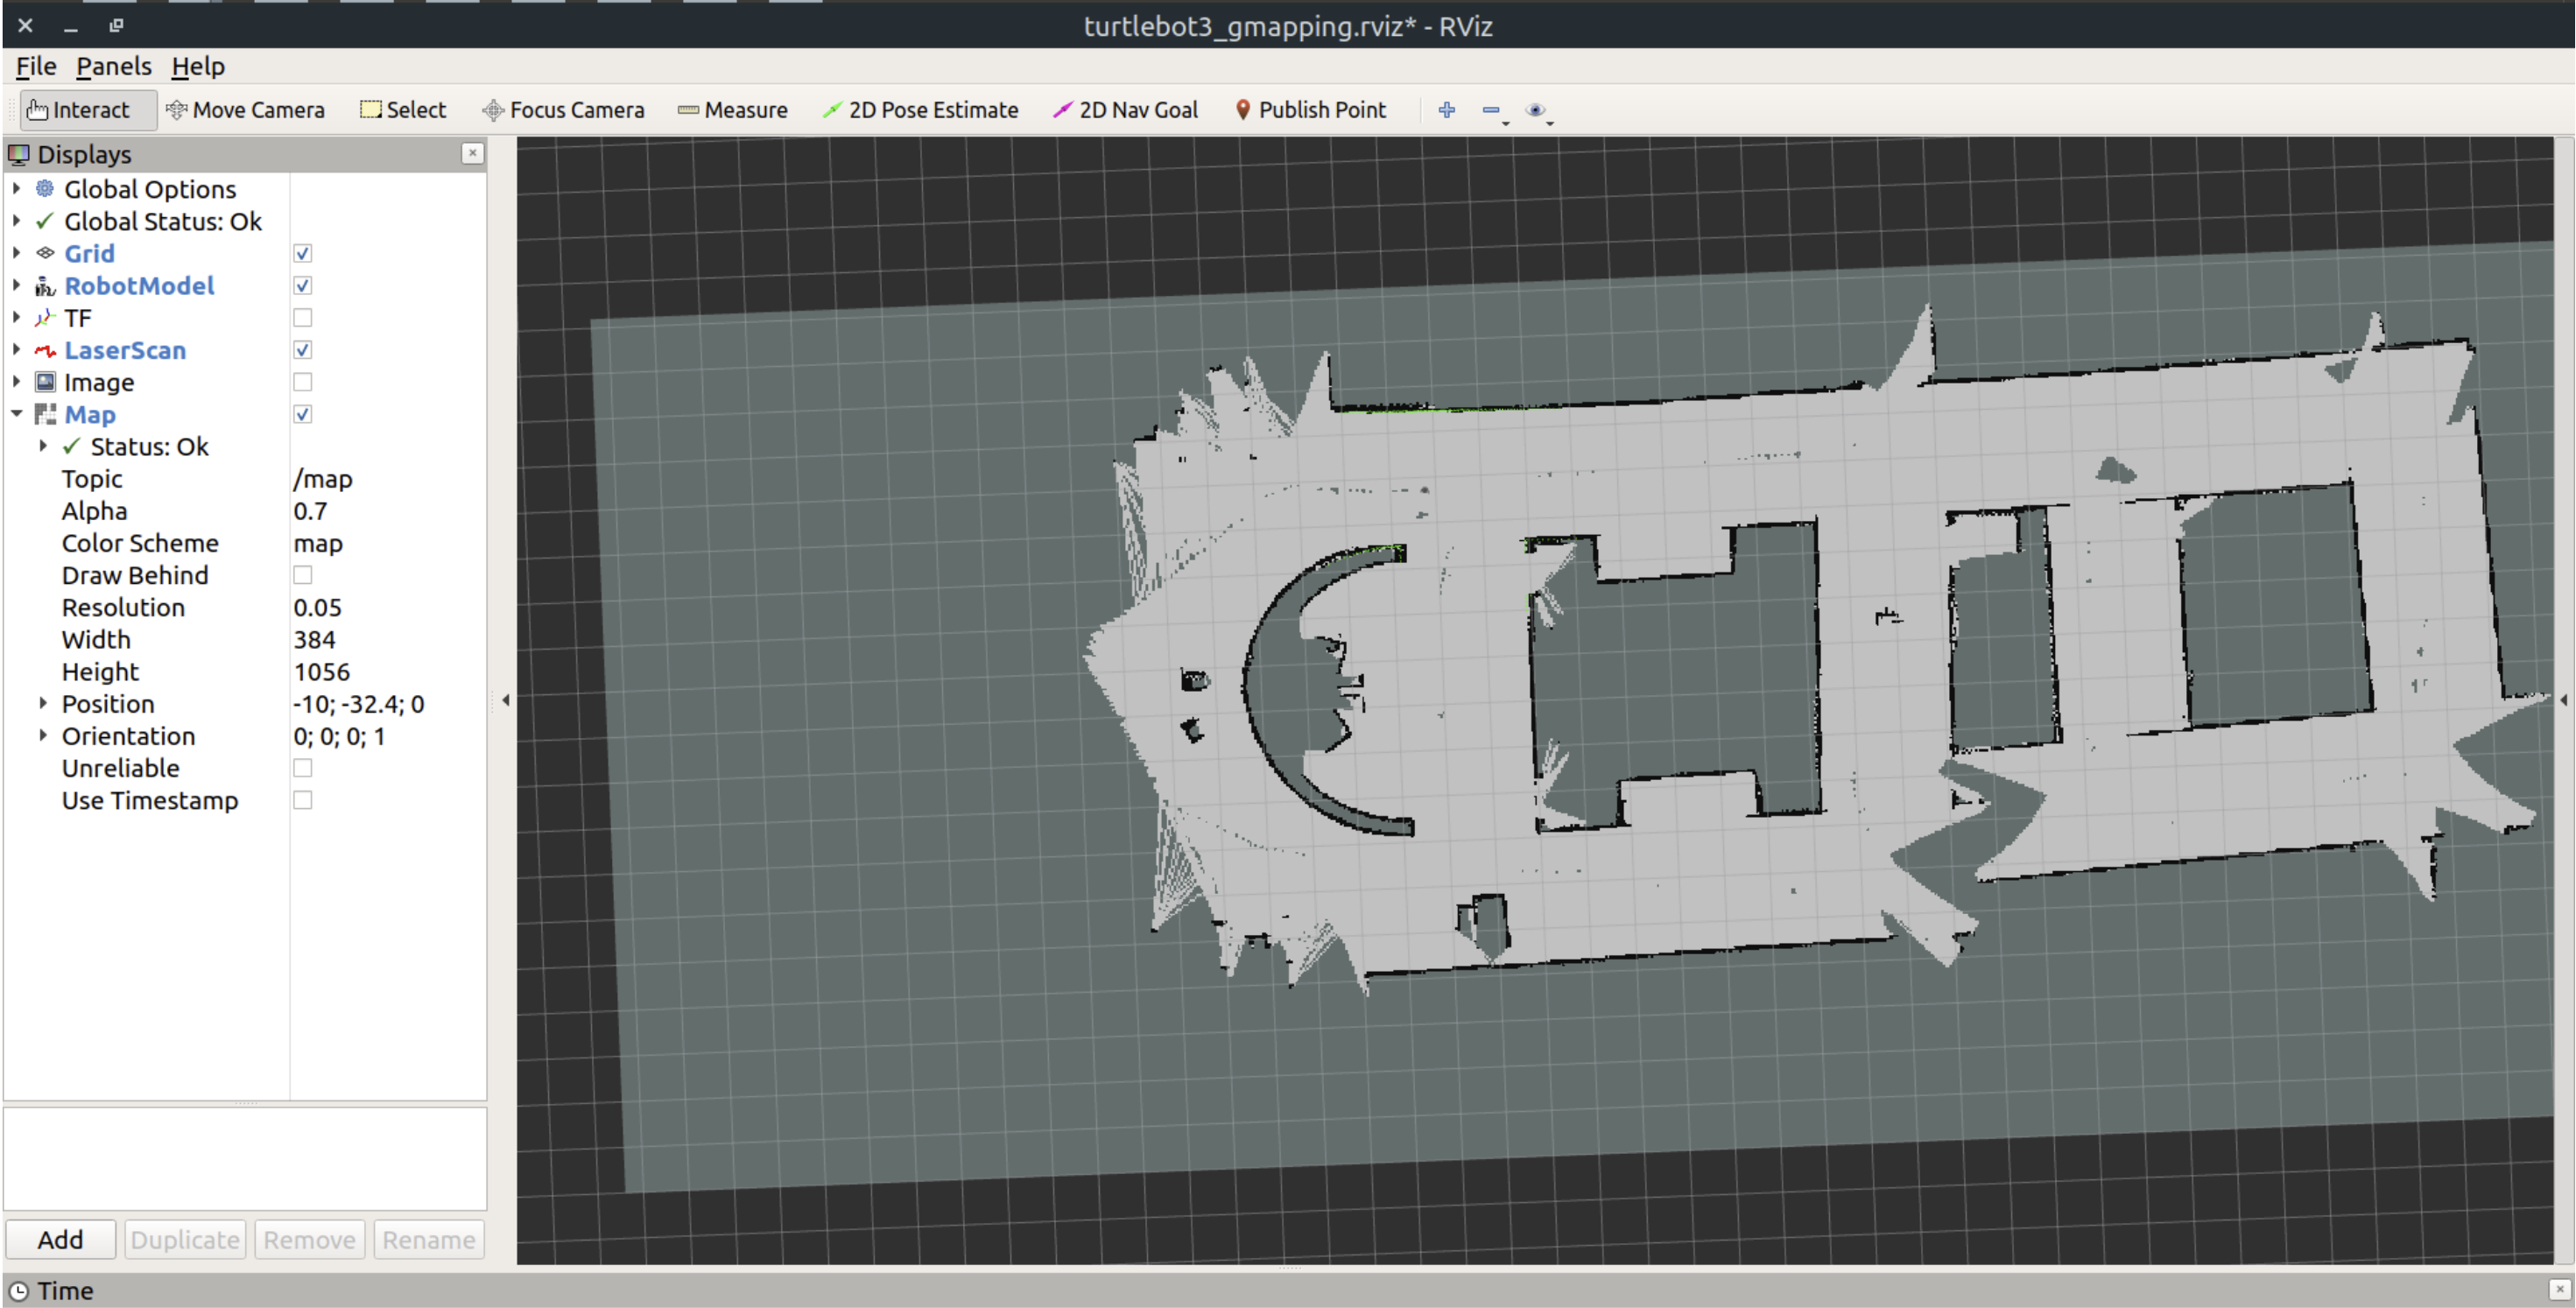 turtlebot3_gmapping.rviz* - RViz
File Panels Help
Interact Move Camera Select Focus Camera Measure 2D Pose Estimate 2D Nav Goal Publish Point
Displays
Global Options
Global Status: Ok
Grid
RobotModel
TF
LaserScan
Image
Map
Status: Ok
Topic /map
Alpha 0.7
Color Scheme map
Draw Behind
Resolution 0.05
Width 384
Height 1056
Position -10; -32.4; 0
Orientation 0; 0; 0; 1
Unreliable
Use Timestamp
Add Duplicate Remove Rename
Time